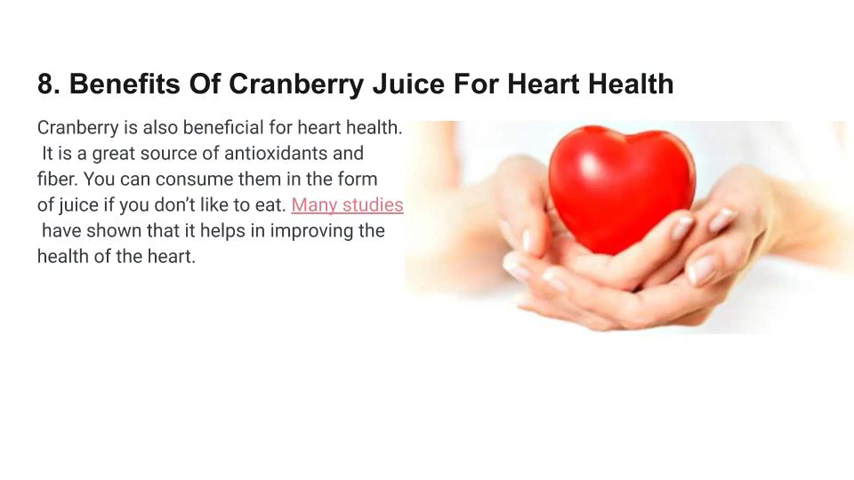 8. Benefits Of Cranberry Juice For Heart Health
Cranberry is also beneficial for heart health.
It is a great source of antioxidants and
fiber. You can consume them in the form
of juice if you don’t like to eat. Many studies
have shown that it helps in improving the
health of the heart.